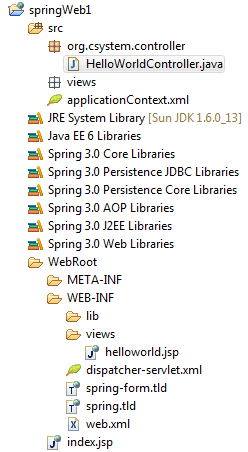 springWeb1
src
org.csystem.controller
HelloWorldController.java
views
applicationContext.xml
JRE System Library [Sun JDK 1.6.0_13]
Java EE 6 Libraries
Spring 3.0 Core Libraries
Spring 3.0 Persistence JDBC Libraries
Spring 3.0 Persistence Core Libraries
Spring 3.0 AOP Libraries
Spring 3.0 J2EE Libraries
Spring 3.0 Web Libraries
WebRoot
META-INF
WEB-INF
lib
views
helloworld.jsp
dispatcher-servlet.xml
spring-form.tld
spring.tld
web.xml
index.jsp